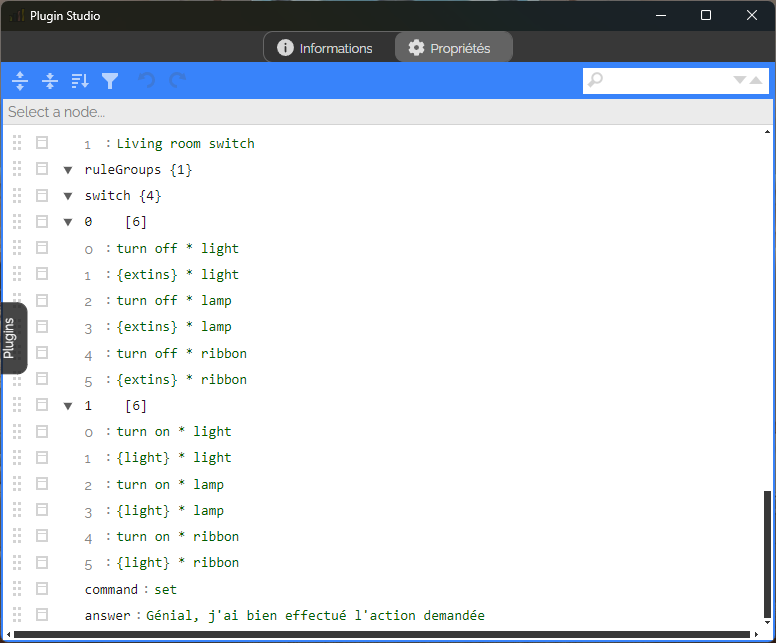 Plugin Studio
Informations Propriétés
Select a node...
1 : Living room switch
ruleGroups {1}
switch {4}
0 [6]
0 : turn off * light
1 : {extins} * light
2 : turn off * lamp
3 : {extins} * lamp
4 : turn off * ribbon
5 : {extins} * ribbon
1 [6]
0 : turn on * light
1 : {light} * light
2 : turn on * lamp
3 : {light} * lamp
4 : turn on * ribbon
5 : {light} * ribbon
command : set
answer : Génial, j'ai bien effectué l'action demandée
Plugins